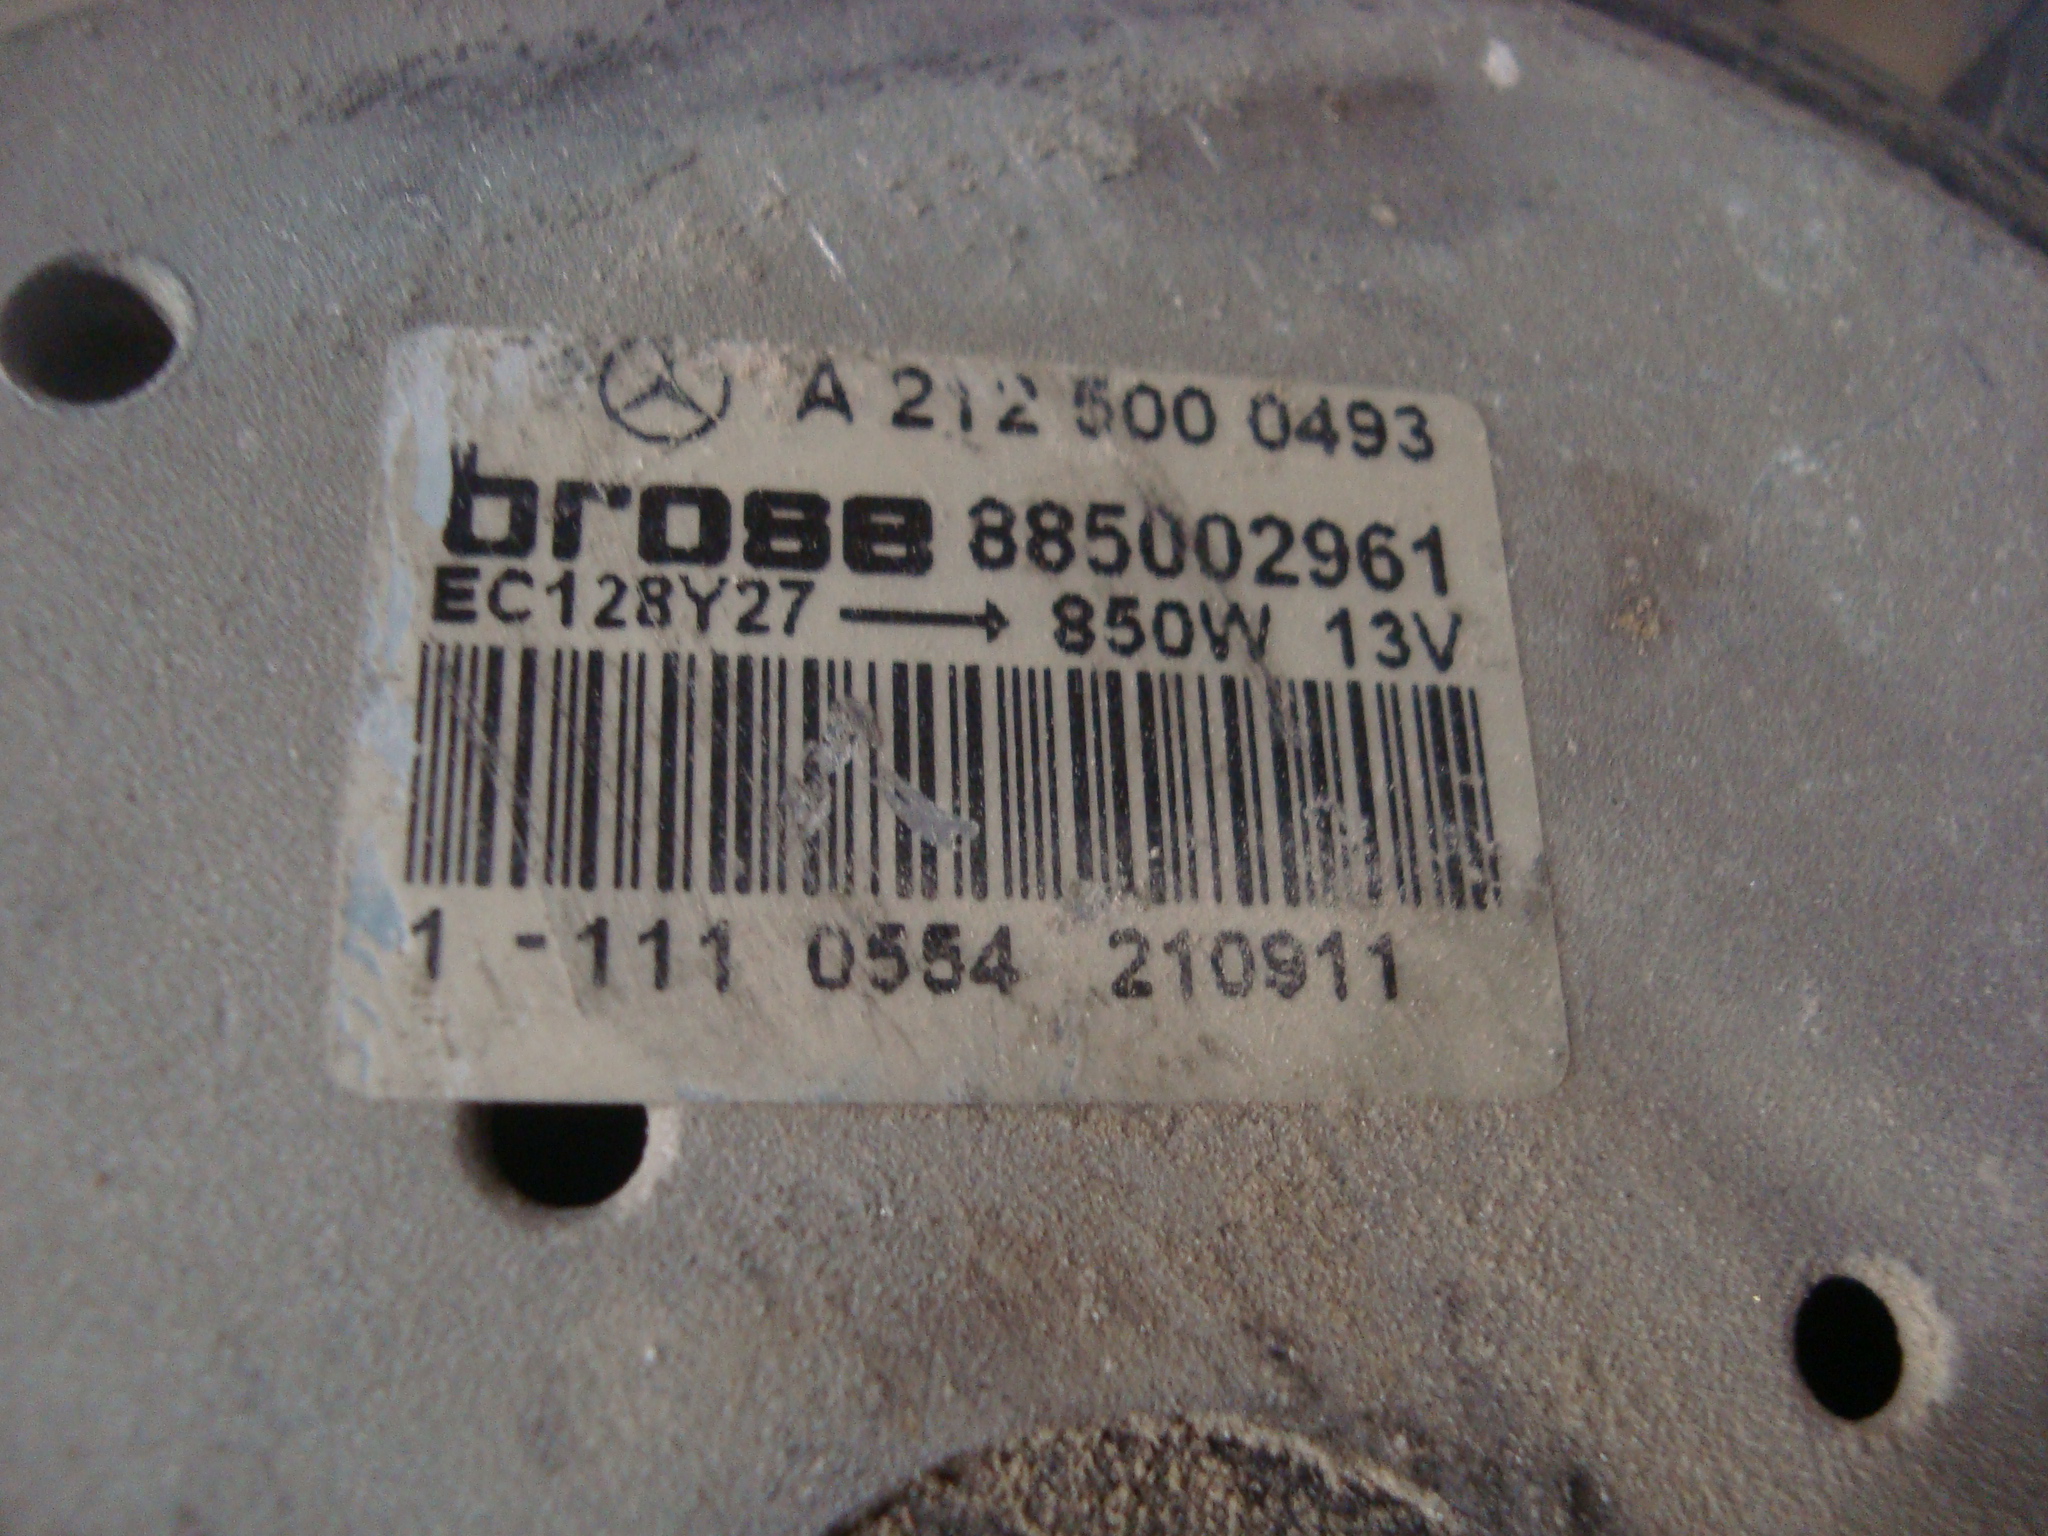 A 212 500 0493
brose 885002961
EC128Y27 → 850W 13V
1 -111 0554 210911